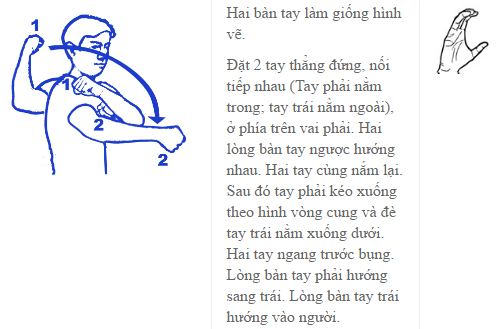 1
1
2
2
Hai bàn tay làm giống hình
vẽ.
Đặt 2 tay thẳng đứng, nối
tiếp nhau (Tay phải nằm
trong; tay trái nằm ngoài),
ở phía trên vai phải. Hai
lòng bàn tay ngược hướng
nhau. Hai tay cùng nắm lại.
Sau đó tay phải kéo xuống
theo hình vòng cung và đè
tay trái nằm xuống dưới.
Hai tay ngang trước bụng.
Lòng bàn tay phải hướng
sang trái. Lòng bàn tay trái
hướng vào người.